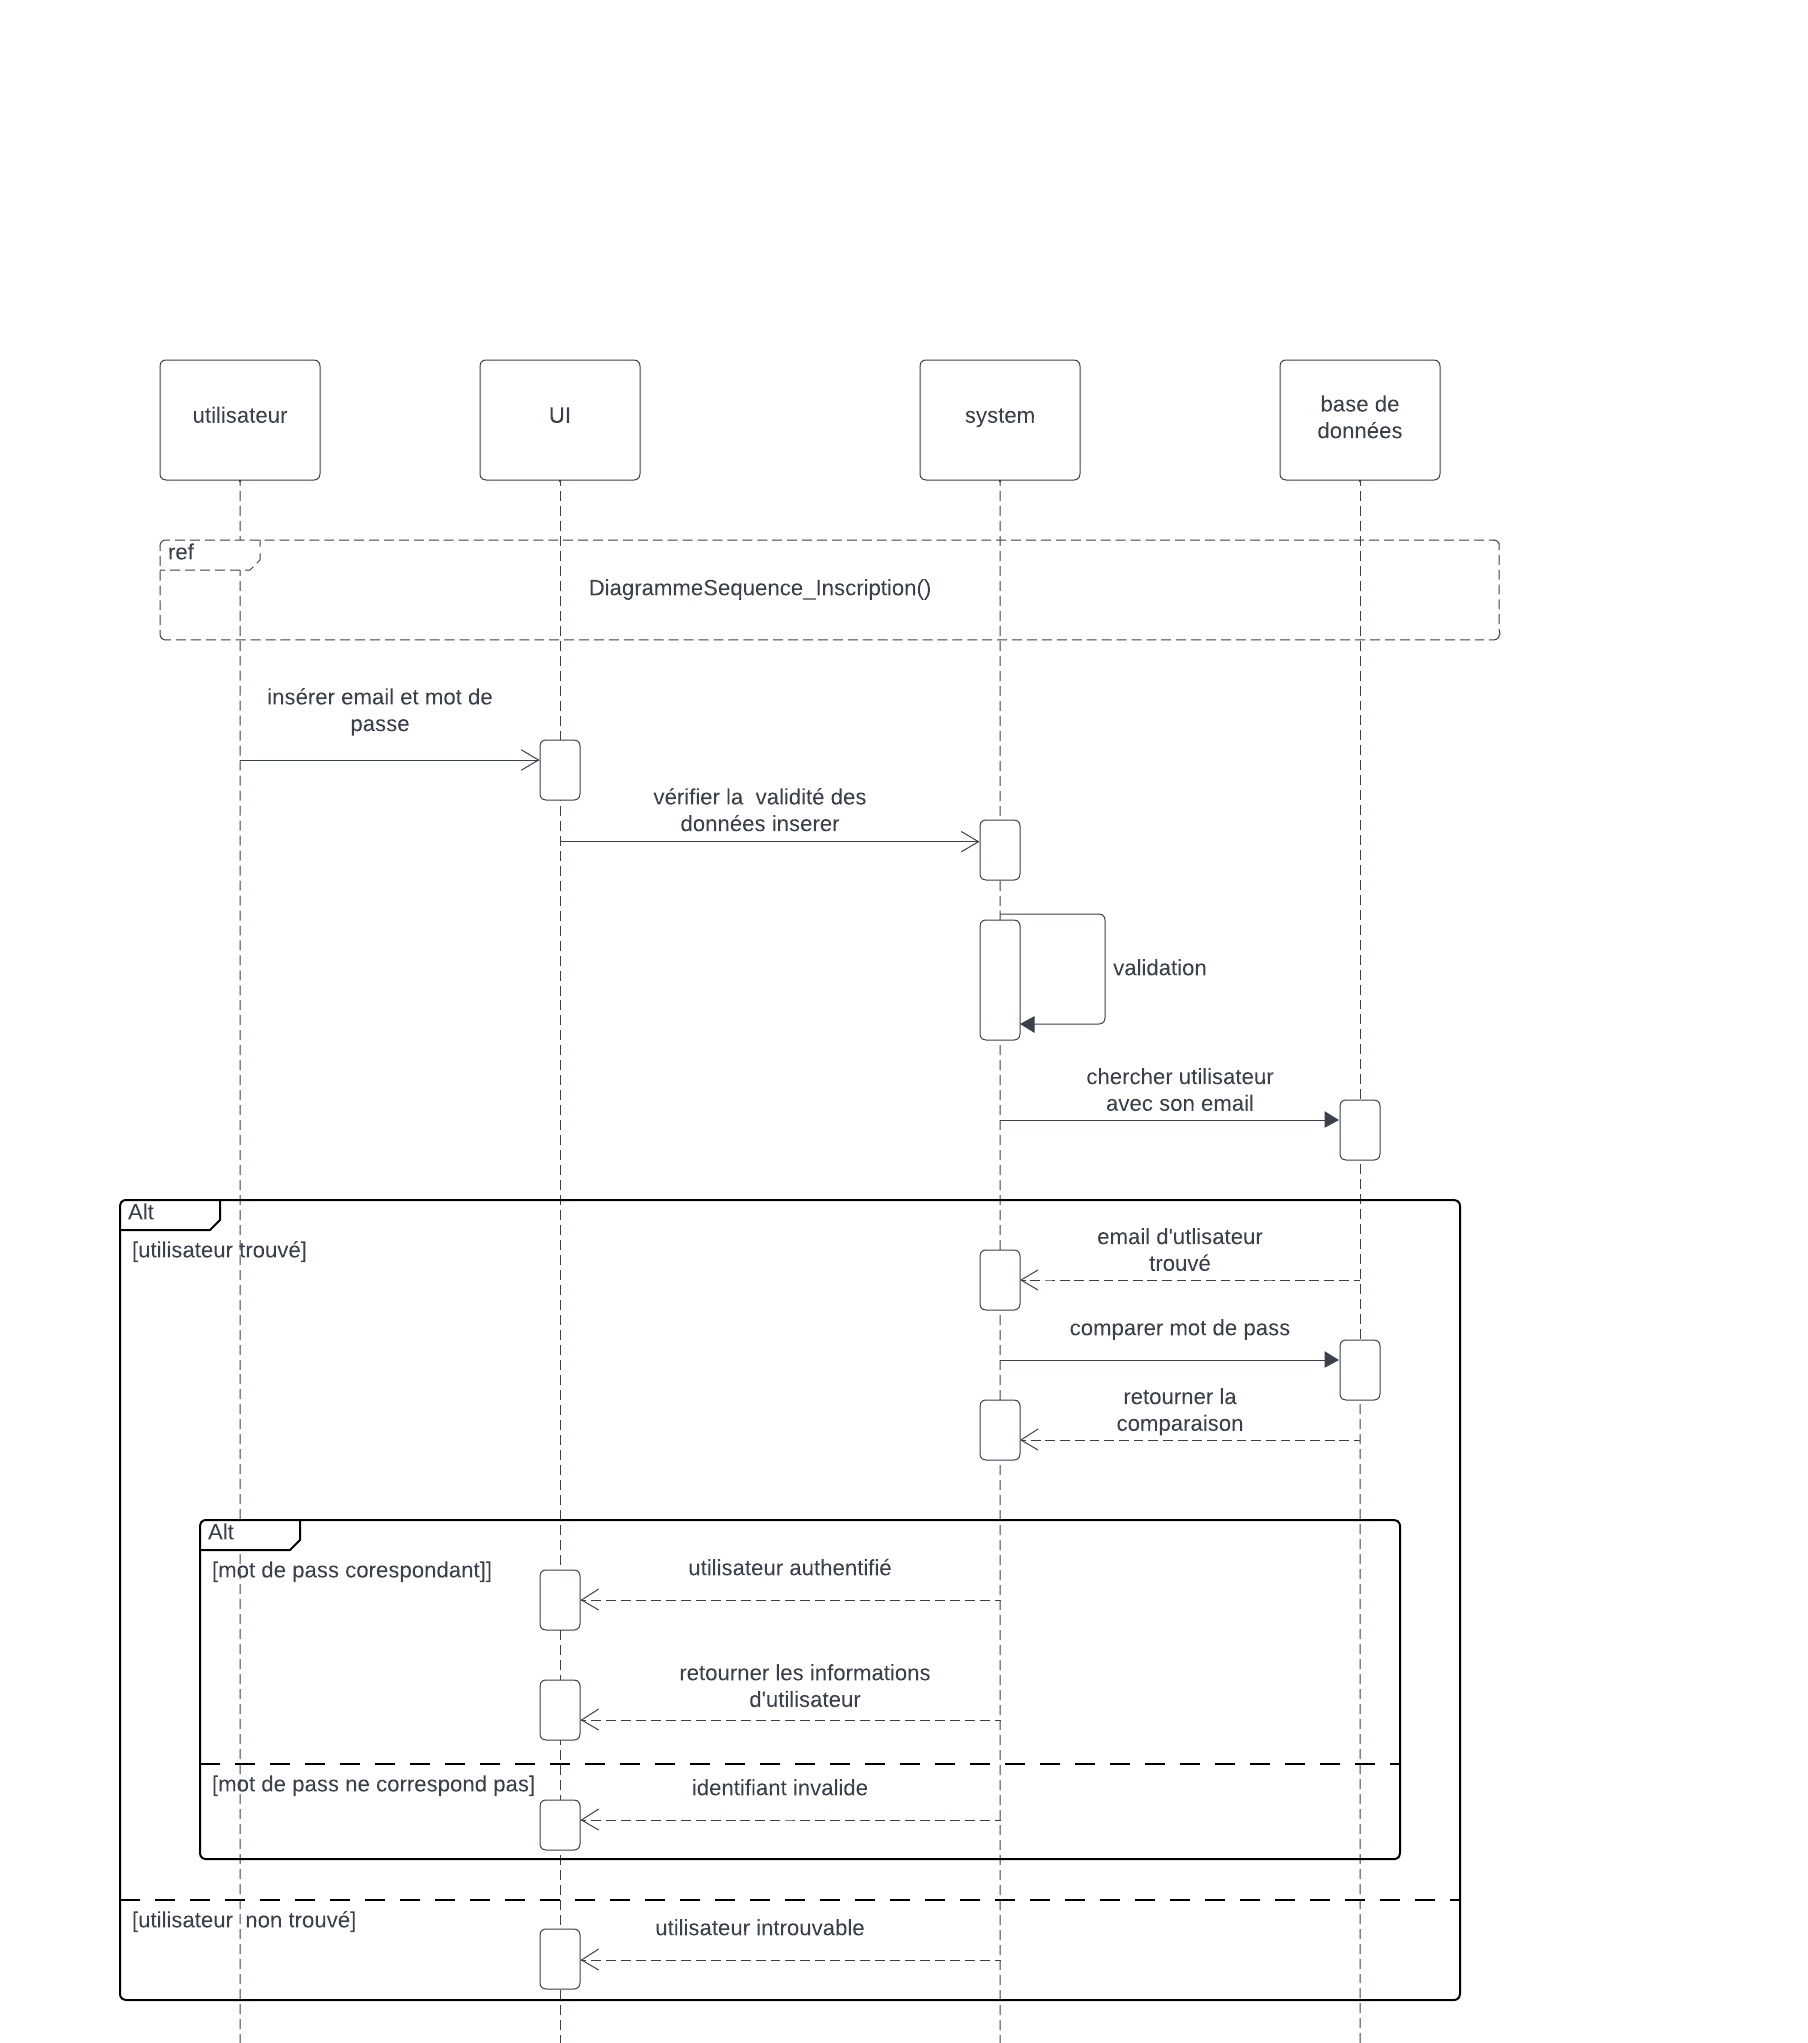 utilisateur
UI
system
base de
données
ref
DiagrammeSequence_Inscription()
insérer email et mot de
passe
vérifier la  validité des
données inserer
validation
chercher utilisateur
avec son email
Alt
[utilisateur trouvé]
email d'utlisateur
trouvé
comparer mot de pass
retourner la
comparaison
Alt
[mot de pass corespondant]]
utilisateur authentifié
retourner les informations
d'utilisateur
[mot de pass ne correspond pas]
identifiant invalide
[utilisateur  non trouvé]
utilisateur introuvable